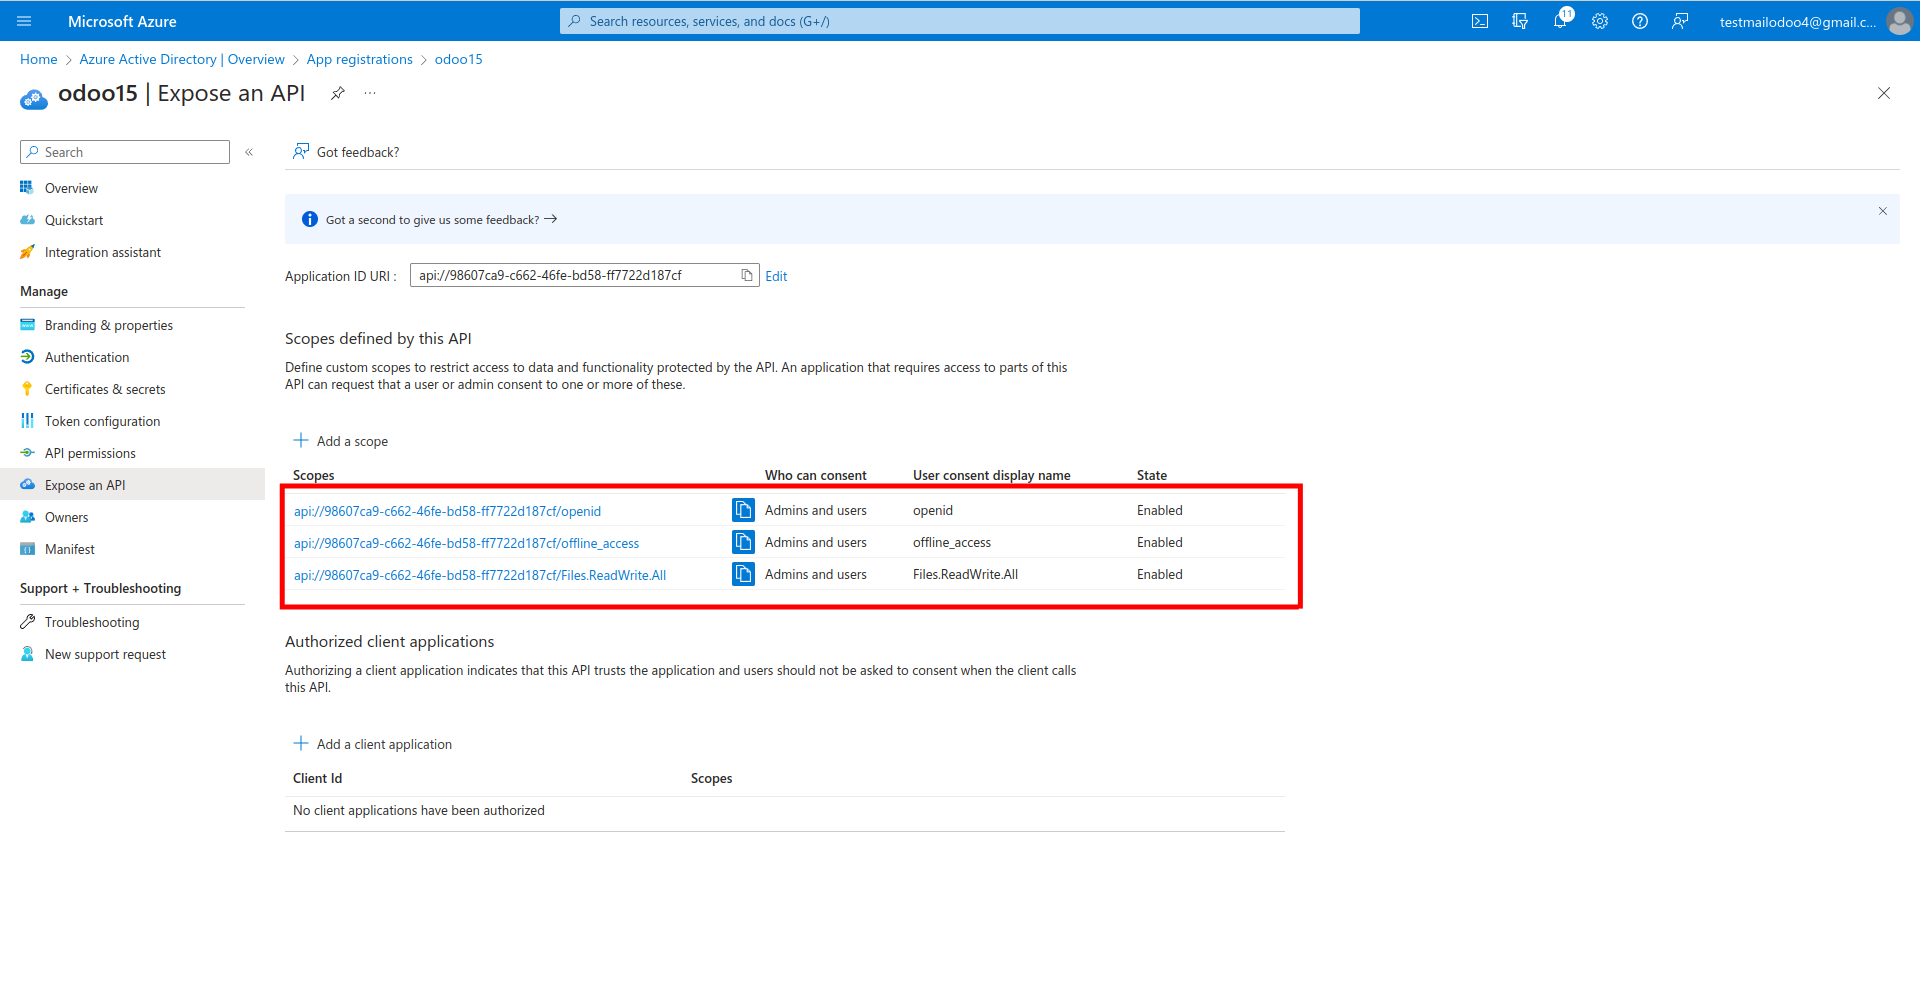 Microsoft Azure
Search resources, services, and docs (G+/)
11
testmailodoo4@gmail.c...
Home > Azure Active Directory | Overview > App registrations > odoo15
odoo15 | Expose an API
...
Search
«
Overview
Quickstart
Integration assistant
Manage
Branding & properties
Authentication
Certificates & secrets
Token configuration
API permissions
Expose an API
Owners
Manifest
Support + Troubleshooting
Troubleshooting
New support request
Got feedback?
Got a second to give us some feedback? →
Application ID URI : api://98607ca9-c662-46fe-bd58-ff7722d187cf Edit
Scopes defined by this API
Define custom scopes to restrict access to data and functionality protected by the API. An application that requires access to parts of this
API can request that a user or admin consent to one or more of these.
+ Add a scope
Scopes Who can consent User consent display name State
api://98607ca9-c662-46fe-bd58-ff7722d187cf/openid Admins and users openid Enabled
api://98607ca9-c662-46fe-bd58-ff7722d187cf/offline_access Admins and users offline_access Enabled
api://98607ca9-c662-46fe-bd58-ff7722d187cf/Files.ReadWrite.All Admins and users Files.ReadWrite.All Enabled
Authorized client applications
Authorizing a client application indicates that this API trusts the application and users should not be asked to consent when the client calls
this API.
+ Add a client application
Client Id Scopes
No client applications have been authorized